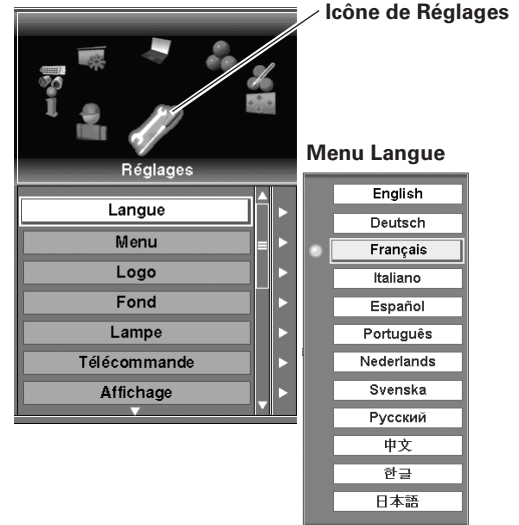 Icône de Réglages
Réglages
Langue
Menu
Logo
Fond
Lampe
Télécommande
Affichage
Menu Langue
English
Deutsch
Français
Italiano
Español
Português
Nederlands
Svenska
Русский
中文
한글
日本語